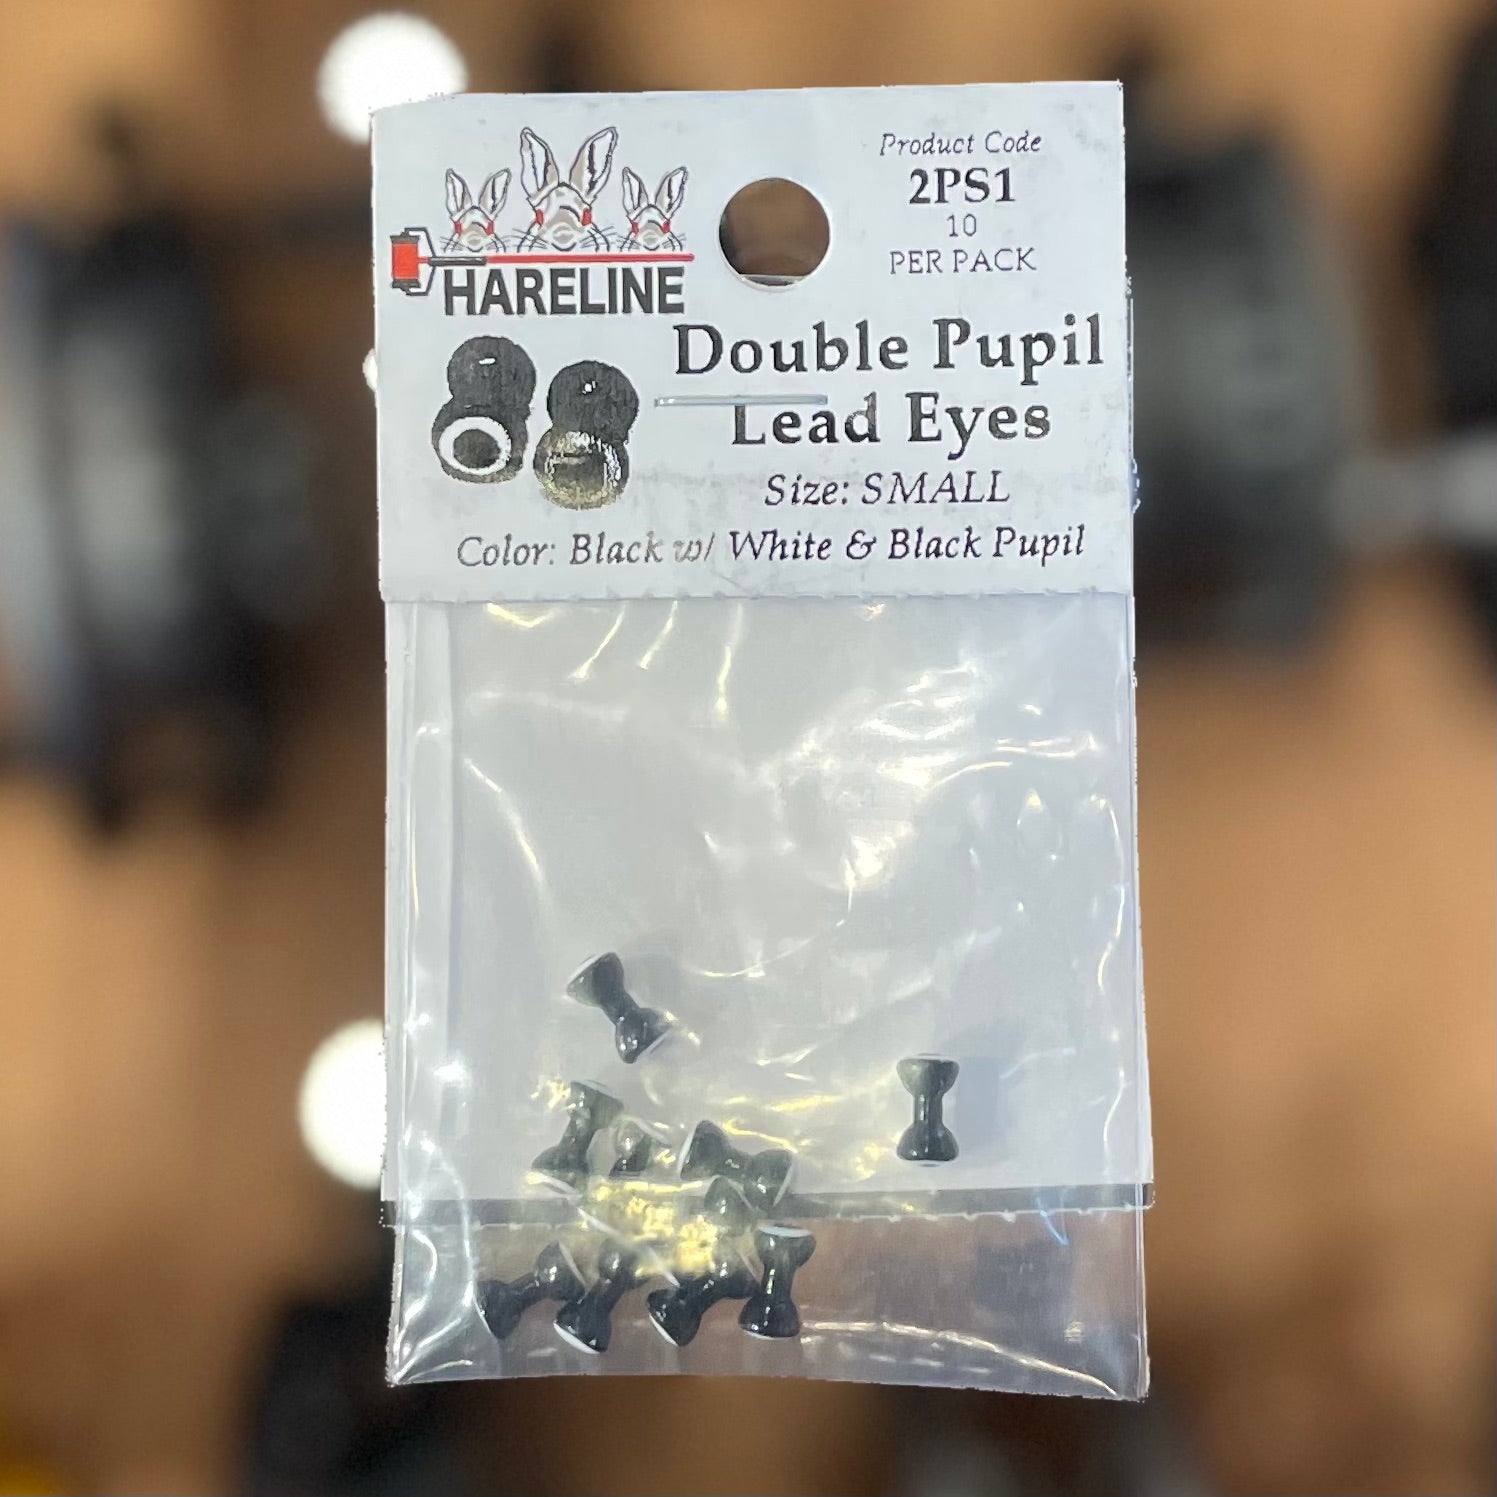 HARELINE
Product Code
2PS1
10
PER PACK
Double Pupil
Lead Eyes
Size: SMALL
Color: Black w/ White & Black Pupil